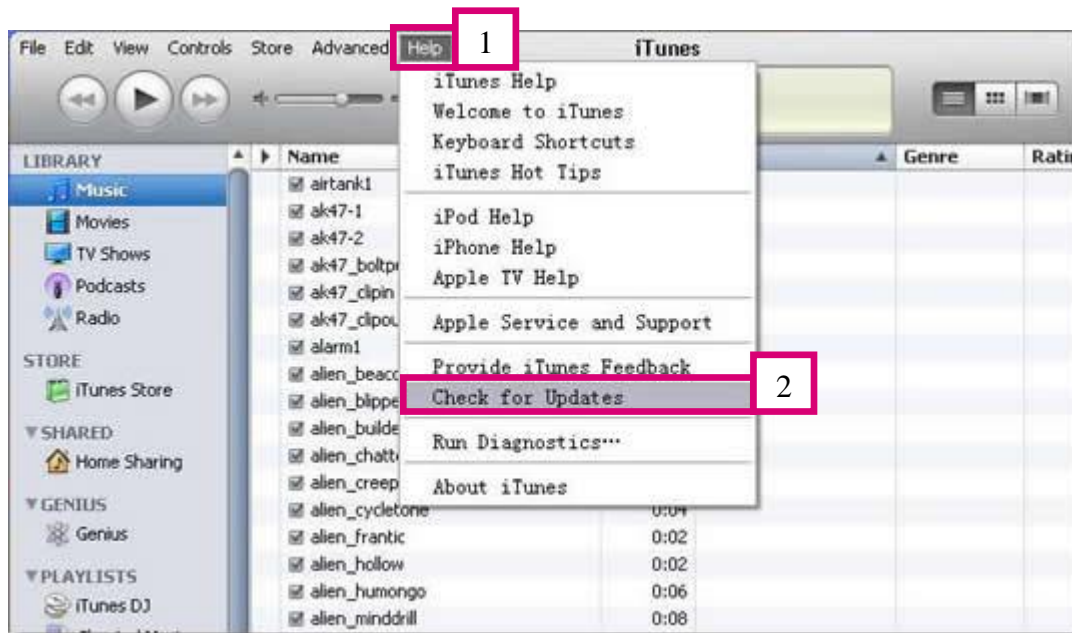 File Edit View Controls Store Advanced Help 1 iTunes
iTunes Help
Welcome to iTunes
Keyboard Shortcuts
iTunes Hot Tips
iPod Help
iPhone Help
Apple TV Help
Apple Service and Support
Provide iTunes Feedback
Check for Updates 2
Run Diagnostics…
About iTunes
LIBRARY
Music
Movies
TV Shows
Podcasts
Radio
STORE
iTunes Store
SHARED
Home Sharing
GENIUS
Genius
PLAYLISTS
iTunes DJ
Name Genre
airtank1
ak47-1
ak47-2
ak47_clipin
alarm1
alien_cycletone 0:04
alien_frantic 0:02
alien_hollow 0:02
alien_humongo 0:06
alien_minddrill 0:08